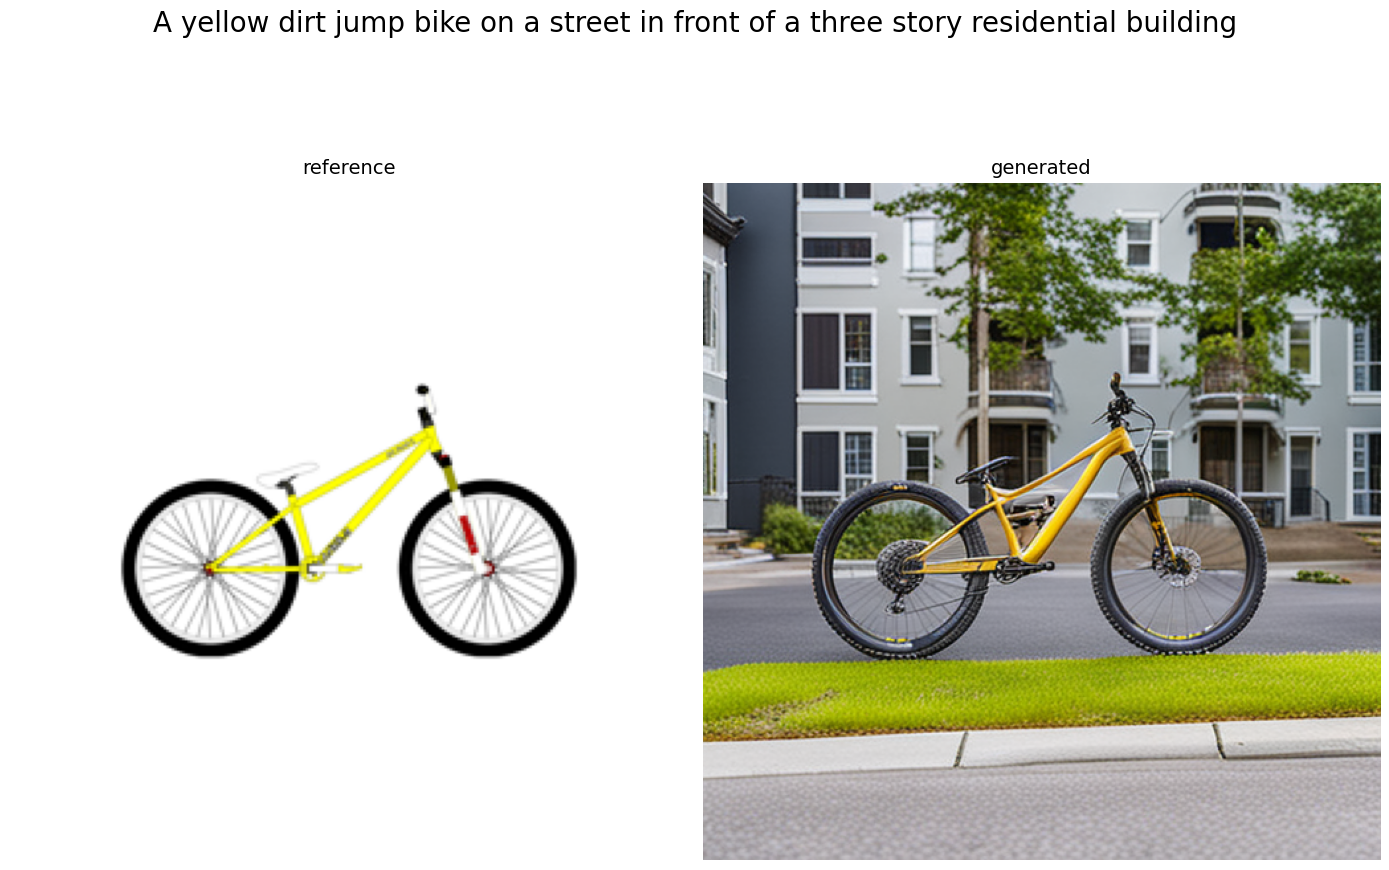 A yellow dirt jump bike on a street in front of a three story residential building
reference
generated